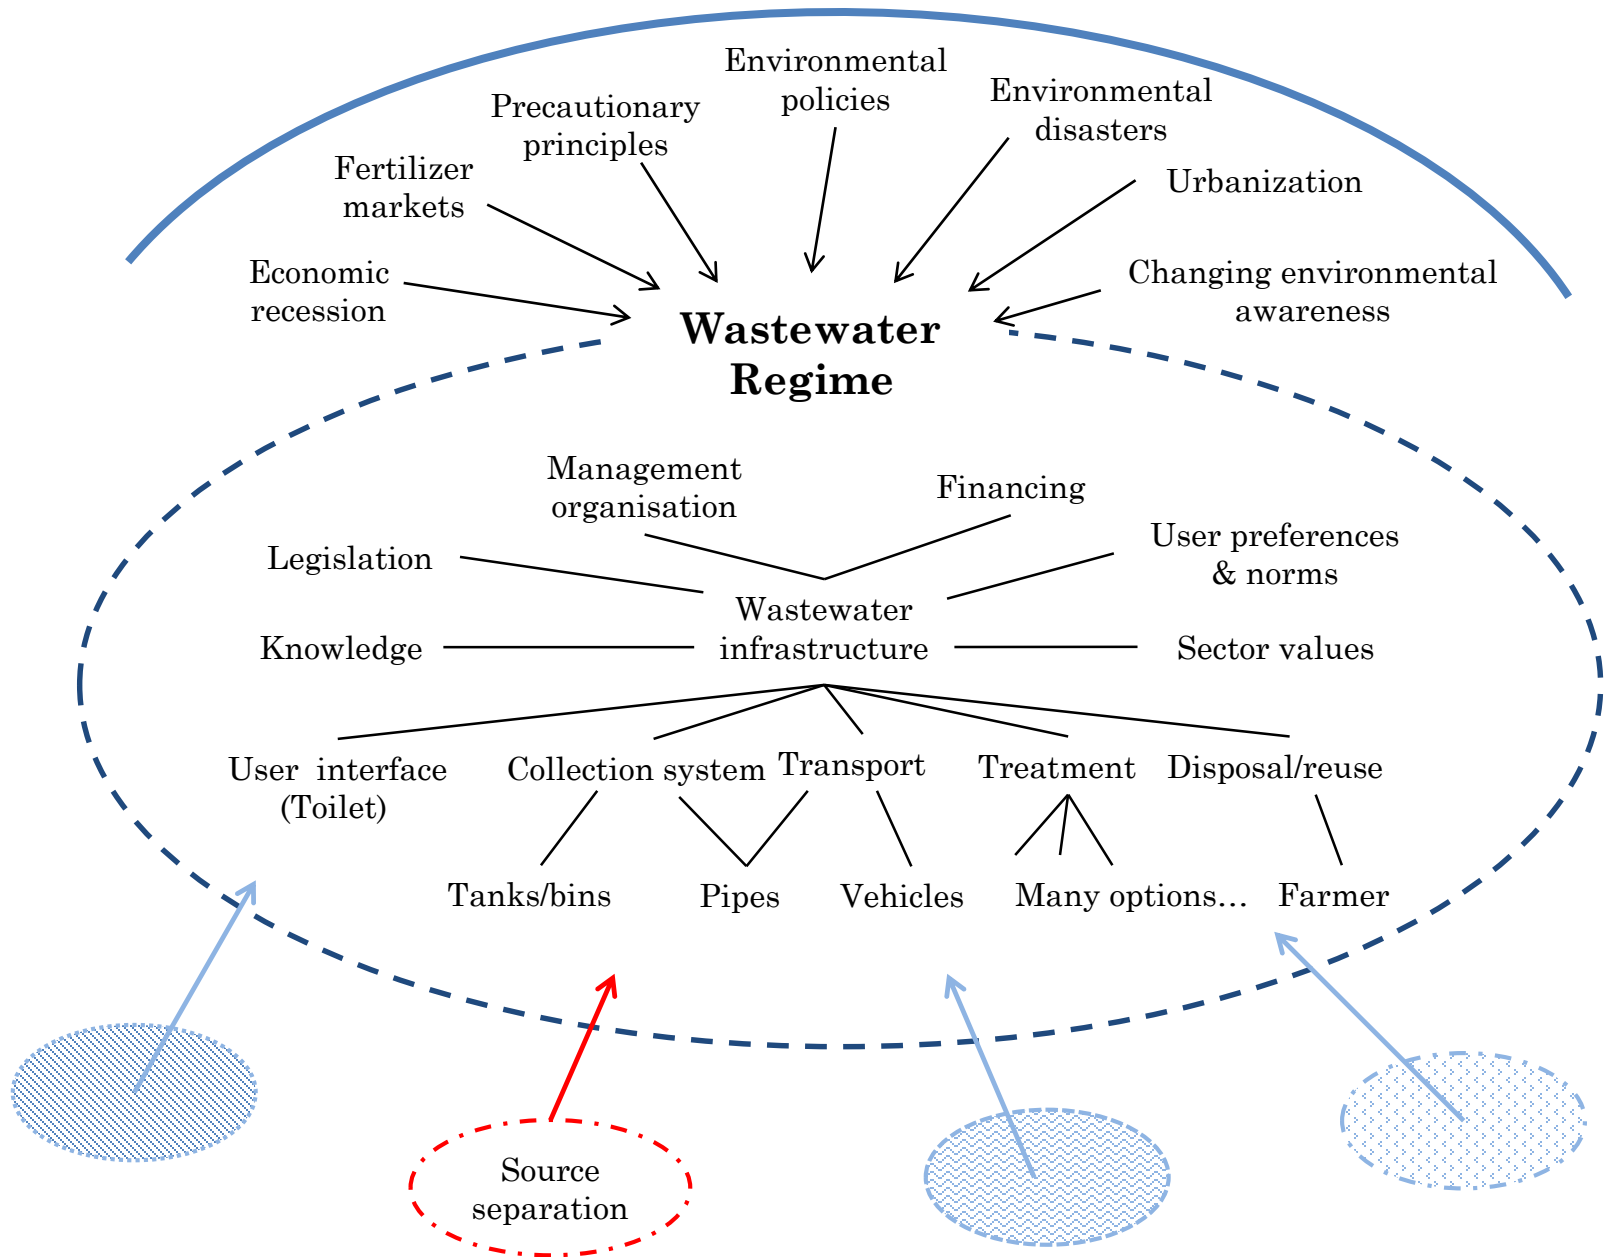 Environmental
policies
Environmental
disasters
Precautionary
principles
Fertilizer
markets
Urbanization
Economic
recession
Changing environmental
awareness
Wastewater
Regime
Management
organisation
Financing
Legislation
User preferences
& norms
Wastewater
infrastructure
Knowledge
Sector values
User interface
(Toilet)
Collection system
Transport
Treatment
Disposal/reuse
Tanks/bins
Pipes
Vehicles
Many options...
Farmer
Source
separation